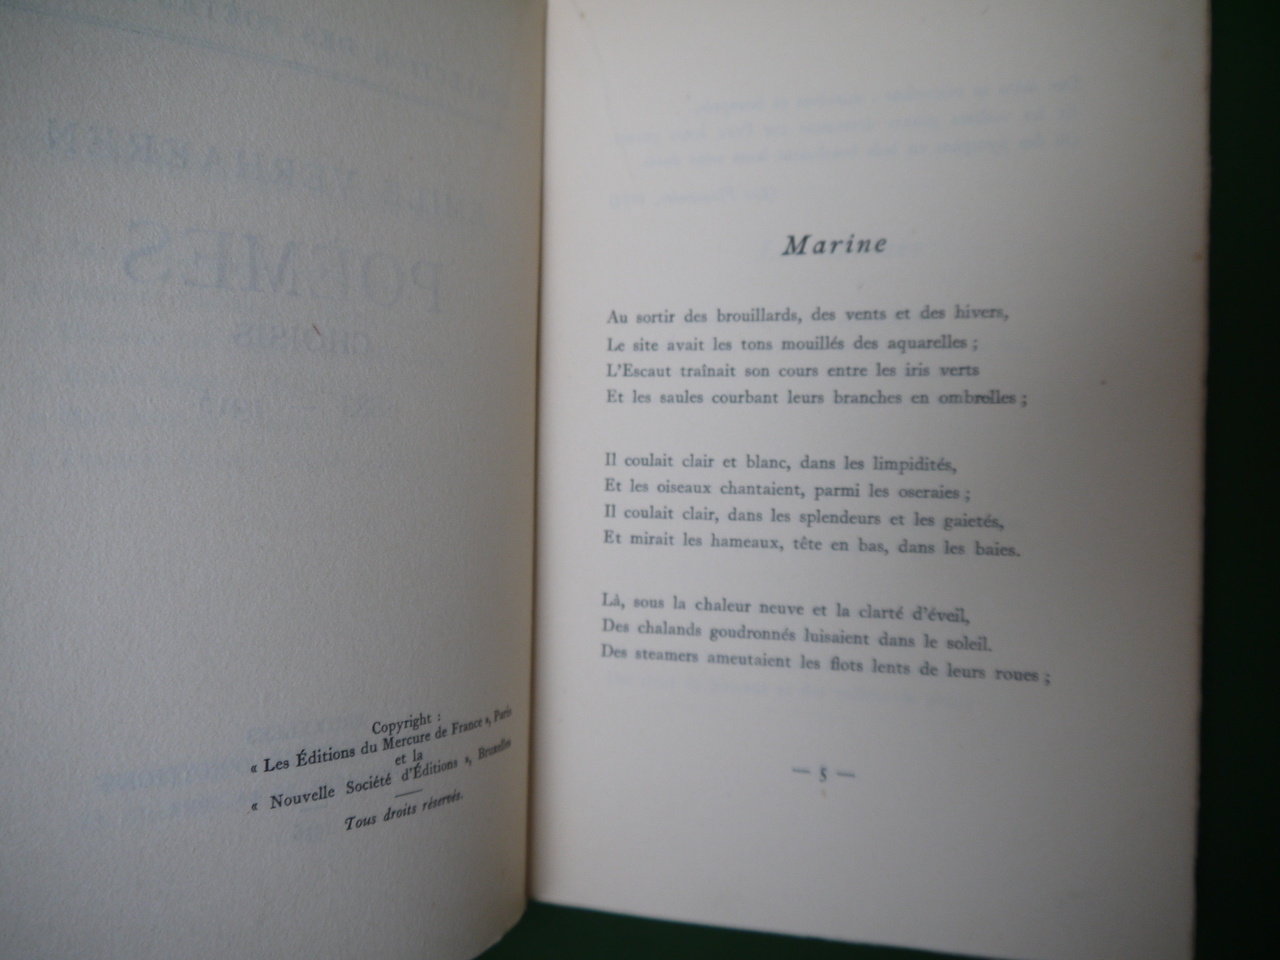 Copyright :
« Les Éditions du Mercure de France », Paris
et la
« Nouvelle Société d'Éditions », Bruxelles
Tous droits réservés.
Marine
Au sortir des brouillards, des vents et des hivers,
Le site avait les tons mouillés des aquarelles ;
L'Escaut traînait son cours entre les iris verts
Et les saules courbant leurs branches en ombrelles ;
Il coulait clair et blanc, dans les limpidités,
Et les oiseaux chantaient, parmi les oseraies ;
Il coulait clair, dans les splendeurs et les gaietés,
Et mirait les hameaux, tête en bas, dans les baies.
Là, sous la chaleur neuve et la clarté d'éveil,
Des chalands goudronnés luisaient dans le soleil.
Des steamers ameutaient les flots lents de leurs roues ;
— 5 —